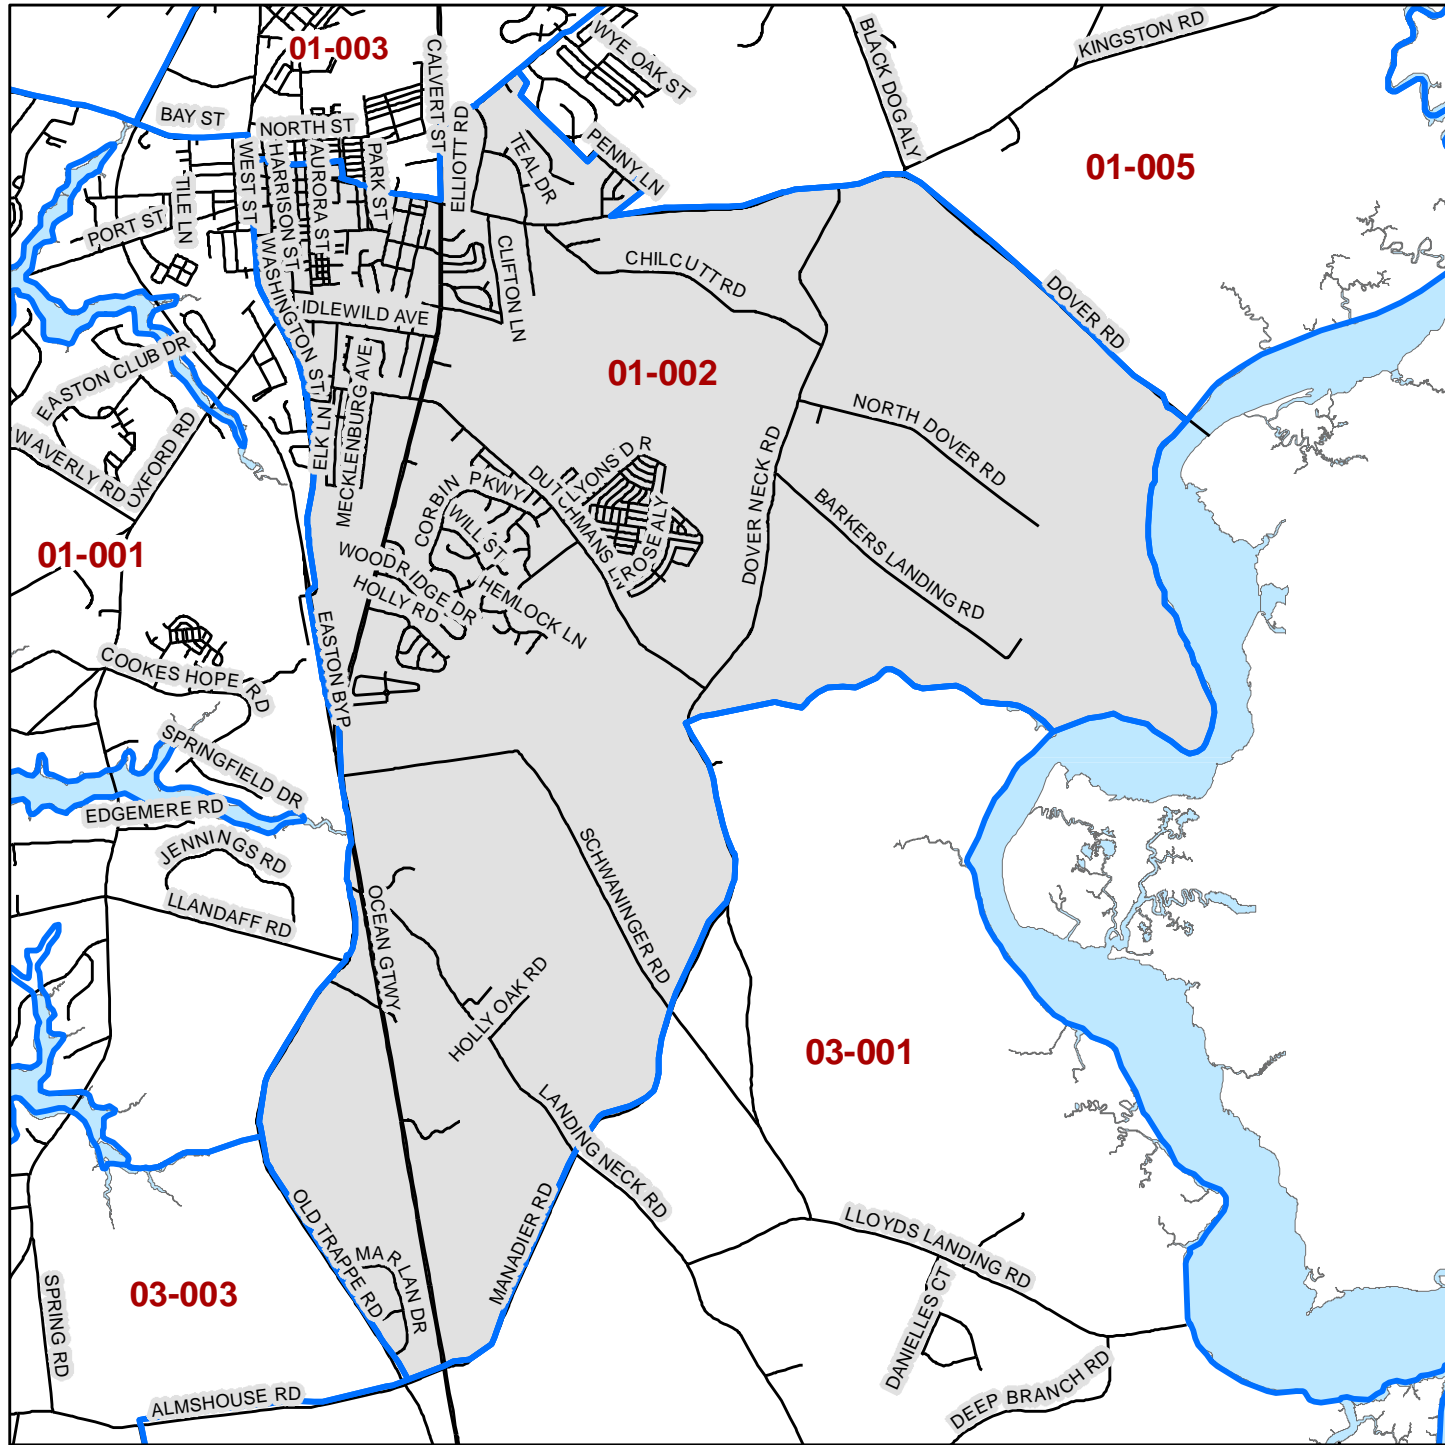 01-003
CALVERT ST
WYE OAK ST
BLACK DOG ALY
KINGSTON RD
BAY ST
NORTH ST
ELLIOTT RD
TEAL DR
PENNY LN
01-005
WEST ST
HARRISON ST
AURORA ST
PARK ST
TILE LN
PORT ST
WASHINGTON ST
CLIFTON LN
CHILCUTT RD
DOVER RD
IDLEWILD AVE
EASTON CLUB DR
01-002
MECKLENBURG AVE
ELK LN
OXFORD RD
WAVERLY RD
NORTH DOVER RD
DOVER NECK RD
LYONS DR
CORBIN PKWY
DUTCHMANS LN
ROSE ALY
WILL ST
BARKERS LANDING RD
01-001
WOODRIDGE DR
HOLLY RD
HEMLOCK LN
EASTON BYP
COOKES HOPE RD
SPRINGFIELD DR
EDGEMERE RD
JENNINGS RD
LLANDAFF RD
OCEAN GTWY
SCHWANINGER RD
HOLLY OAK RD
03-001
LANDING NECK RD
MANADIER RD
OLD TRAPPE RD
MARLAN DR
LLOYDS LANDING RD
DANIELLES CT
DEEP BRANCH RD
03-003
SPRING RD
ALMSHOUSE RD